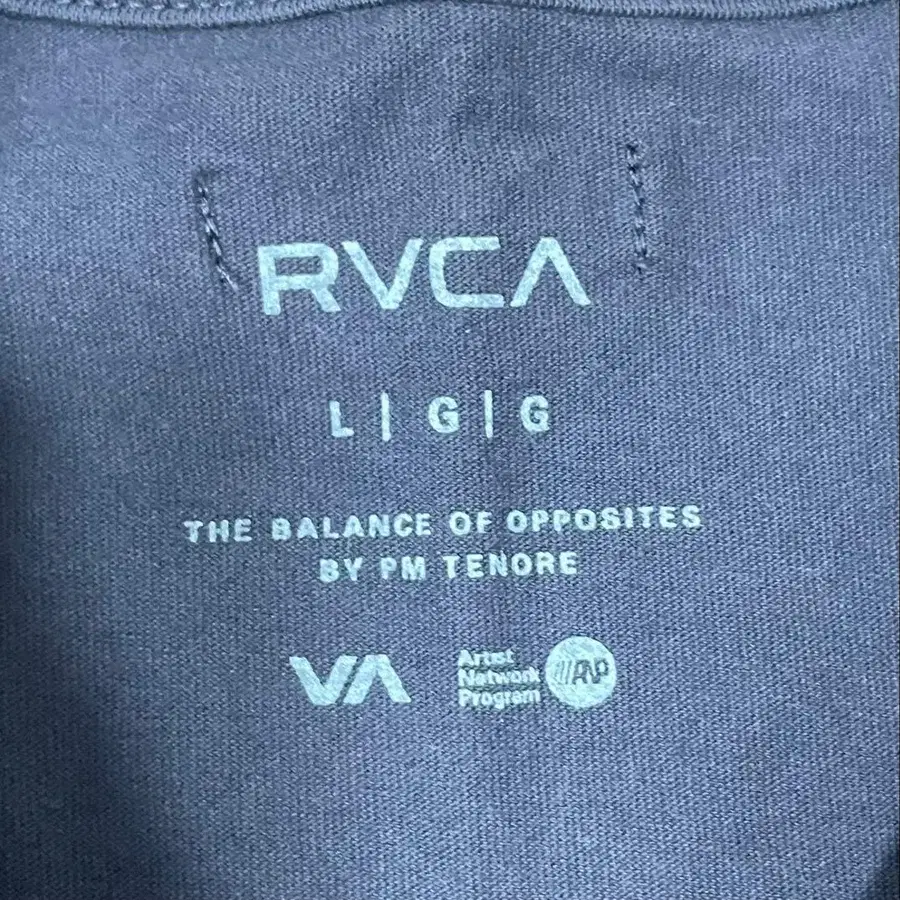 RVCA
L | G | G
THE BALANCE OF OPPOSITES
BY PM TENORE
VA
Artist
Network
Program
ANP